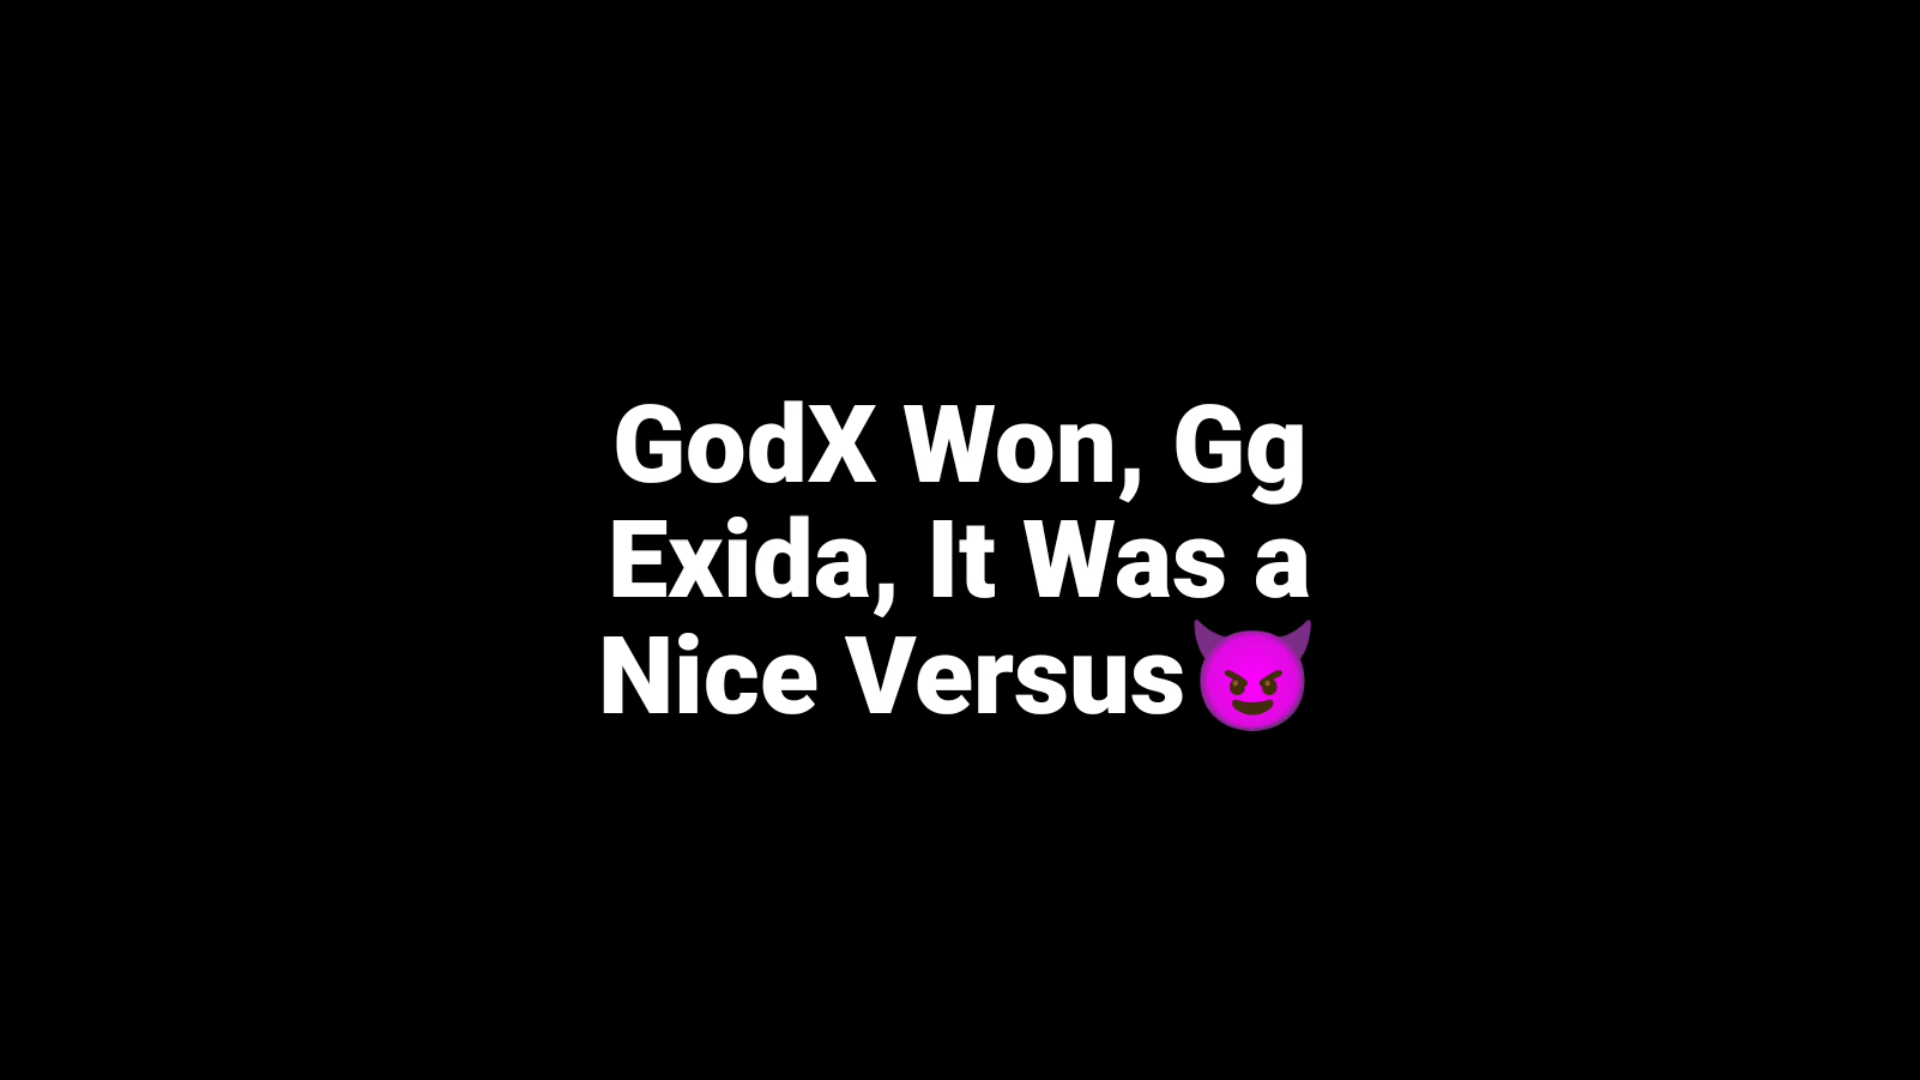 GodX Won, Gg
Exida, It Was a
Nice Versus😈